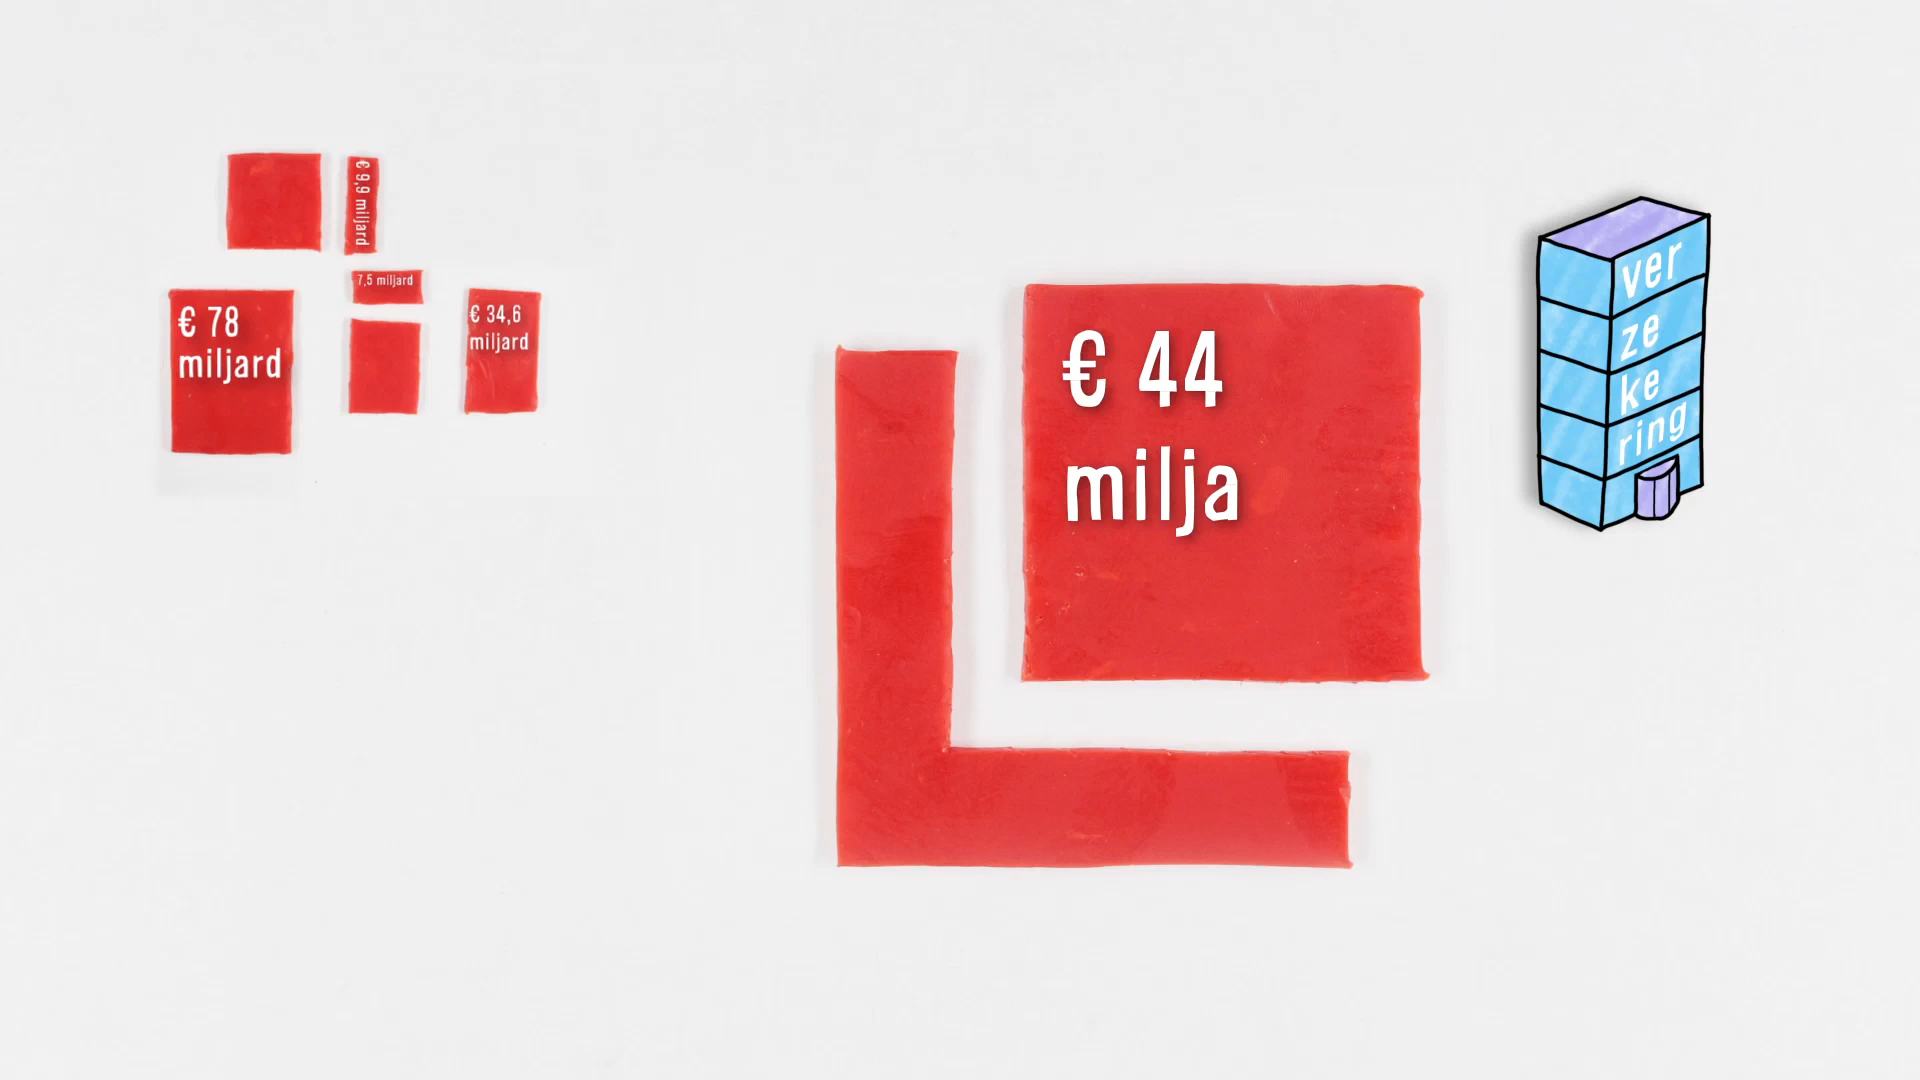 € 9,9 miljard
7,5 miljard
€ 78
miljard
€ 34,6
miljard
€ 44
milja
ver
ze
ke
ring